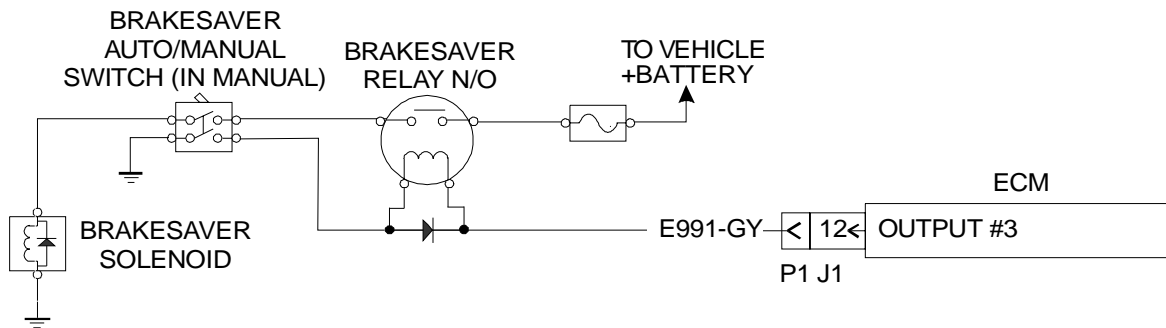 BRAKESAVER
AUTO/MANUAL
SWITCH (IN MANUAL)
BRAKESAVER
RELAY N/O
TO VEHICLE
+BATTERY
ECM
E991-GY
12
OUTPUT #3
P1 J1
BRAKESAVER
SOLENOID